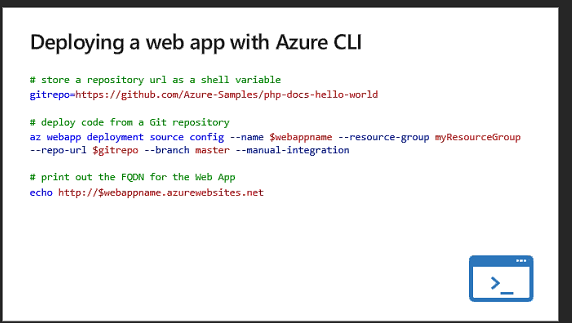 Deploying a web app with Azure CLI
# store a repository url as a shell variable
gitrepo=https://github.com/Azure-Samples/php-docs-hello-world
# deploy code from a Git repository
az webapp deployment source config --name $webappname --resource-group myResourceGroup
--repo-url $gitrepo --branch master --manual-integration
# print out the FQDN for the Web App
echo http://$webappname.azurewebsites.net